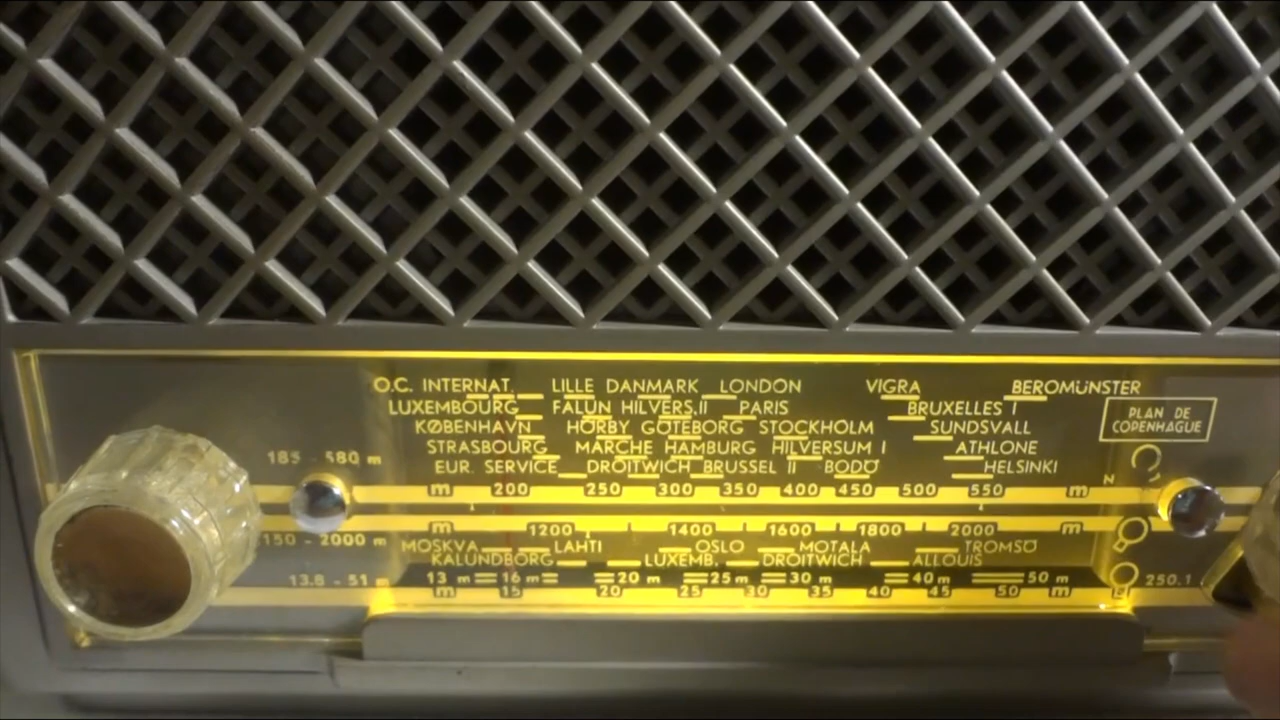 O.C. INTERNAT. LILLE DANMARK LONDON VIGRA BEROMÜNSTER
LUXEMBOURG FALUN HILVERS.II PARIS BRUXELLES I
KØBENHAVN HÖRBY GÖTEBORG STOCKHOLM SUNDSVALL
STRASBOURG MARCHE HAMBURG HILVERSUM I ATHLONE
EUR. SERVICE DROITWICH BRUSSEL II BODØ HELSINKI
PLAN DE
COPENHAGUE
185 - 580 m
m 200 250 300 350 400 450 500 550 m
N
m 1200 1400 1600 1800 2000 m
150 - 2000 m
MOSKVA LAHTI OSLO MOTALA TROMSÖ
KALUNDBORG LUXEMB. DROITWICH ALLOUIS
13.8 - 51 m
13 m 16 m 20 m 25 m 30 m 40 m 50 m
m 15 20 25 30 35 40 45 50 m
250.1